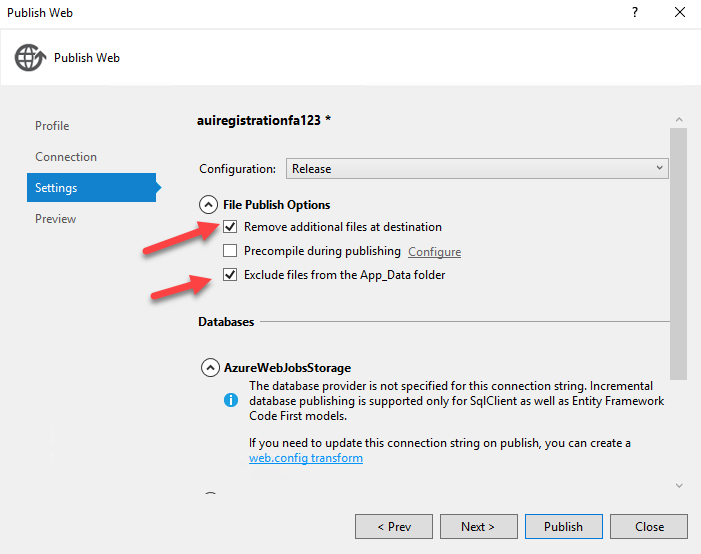 Publish Web
?
Publish Web
Profile
Connection
Settings
Preview
auiregistrationfa123 *
Configuration: Release
File Publish Options
Remove additional files at destination
Precompile during publishing Configure
Exclude files from the App_Data folder
Databases
AzureWebJobsStorage
The database provider is not specified for this connection string. Incremental
database publishing is supported only for SqlClient as well as Entity Framework
Code First models.
If you need to update this connection string on publish, you can create a
web.config transform
< Prev Next > Publish Close